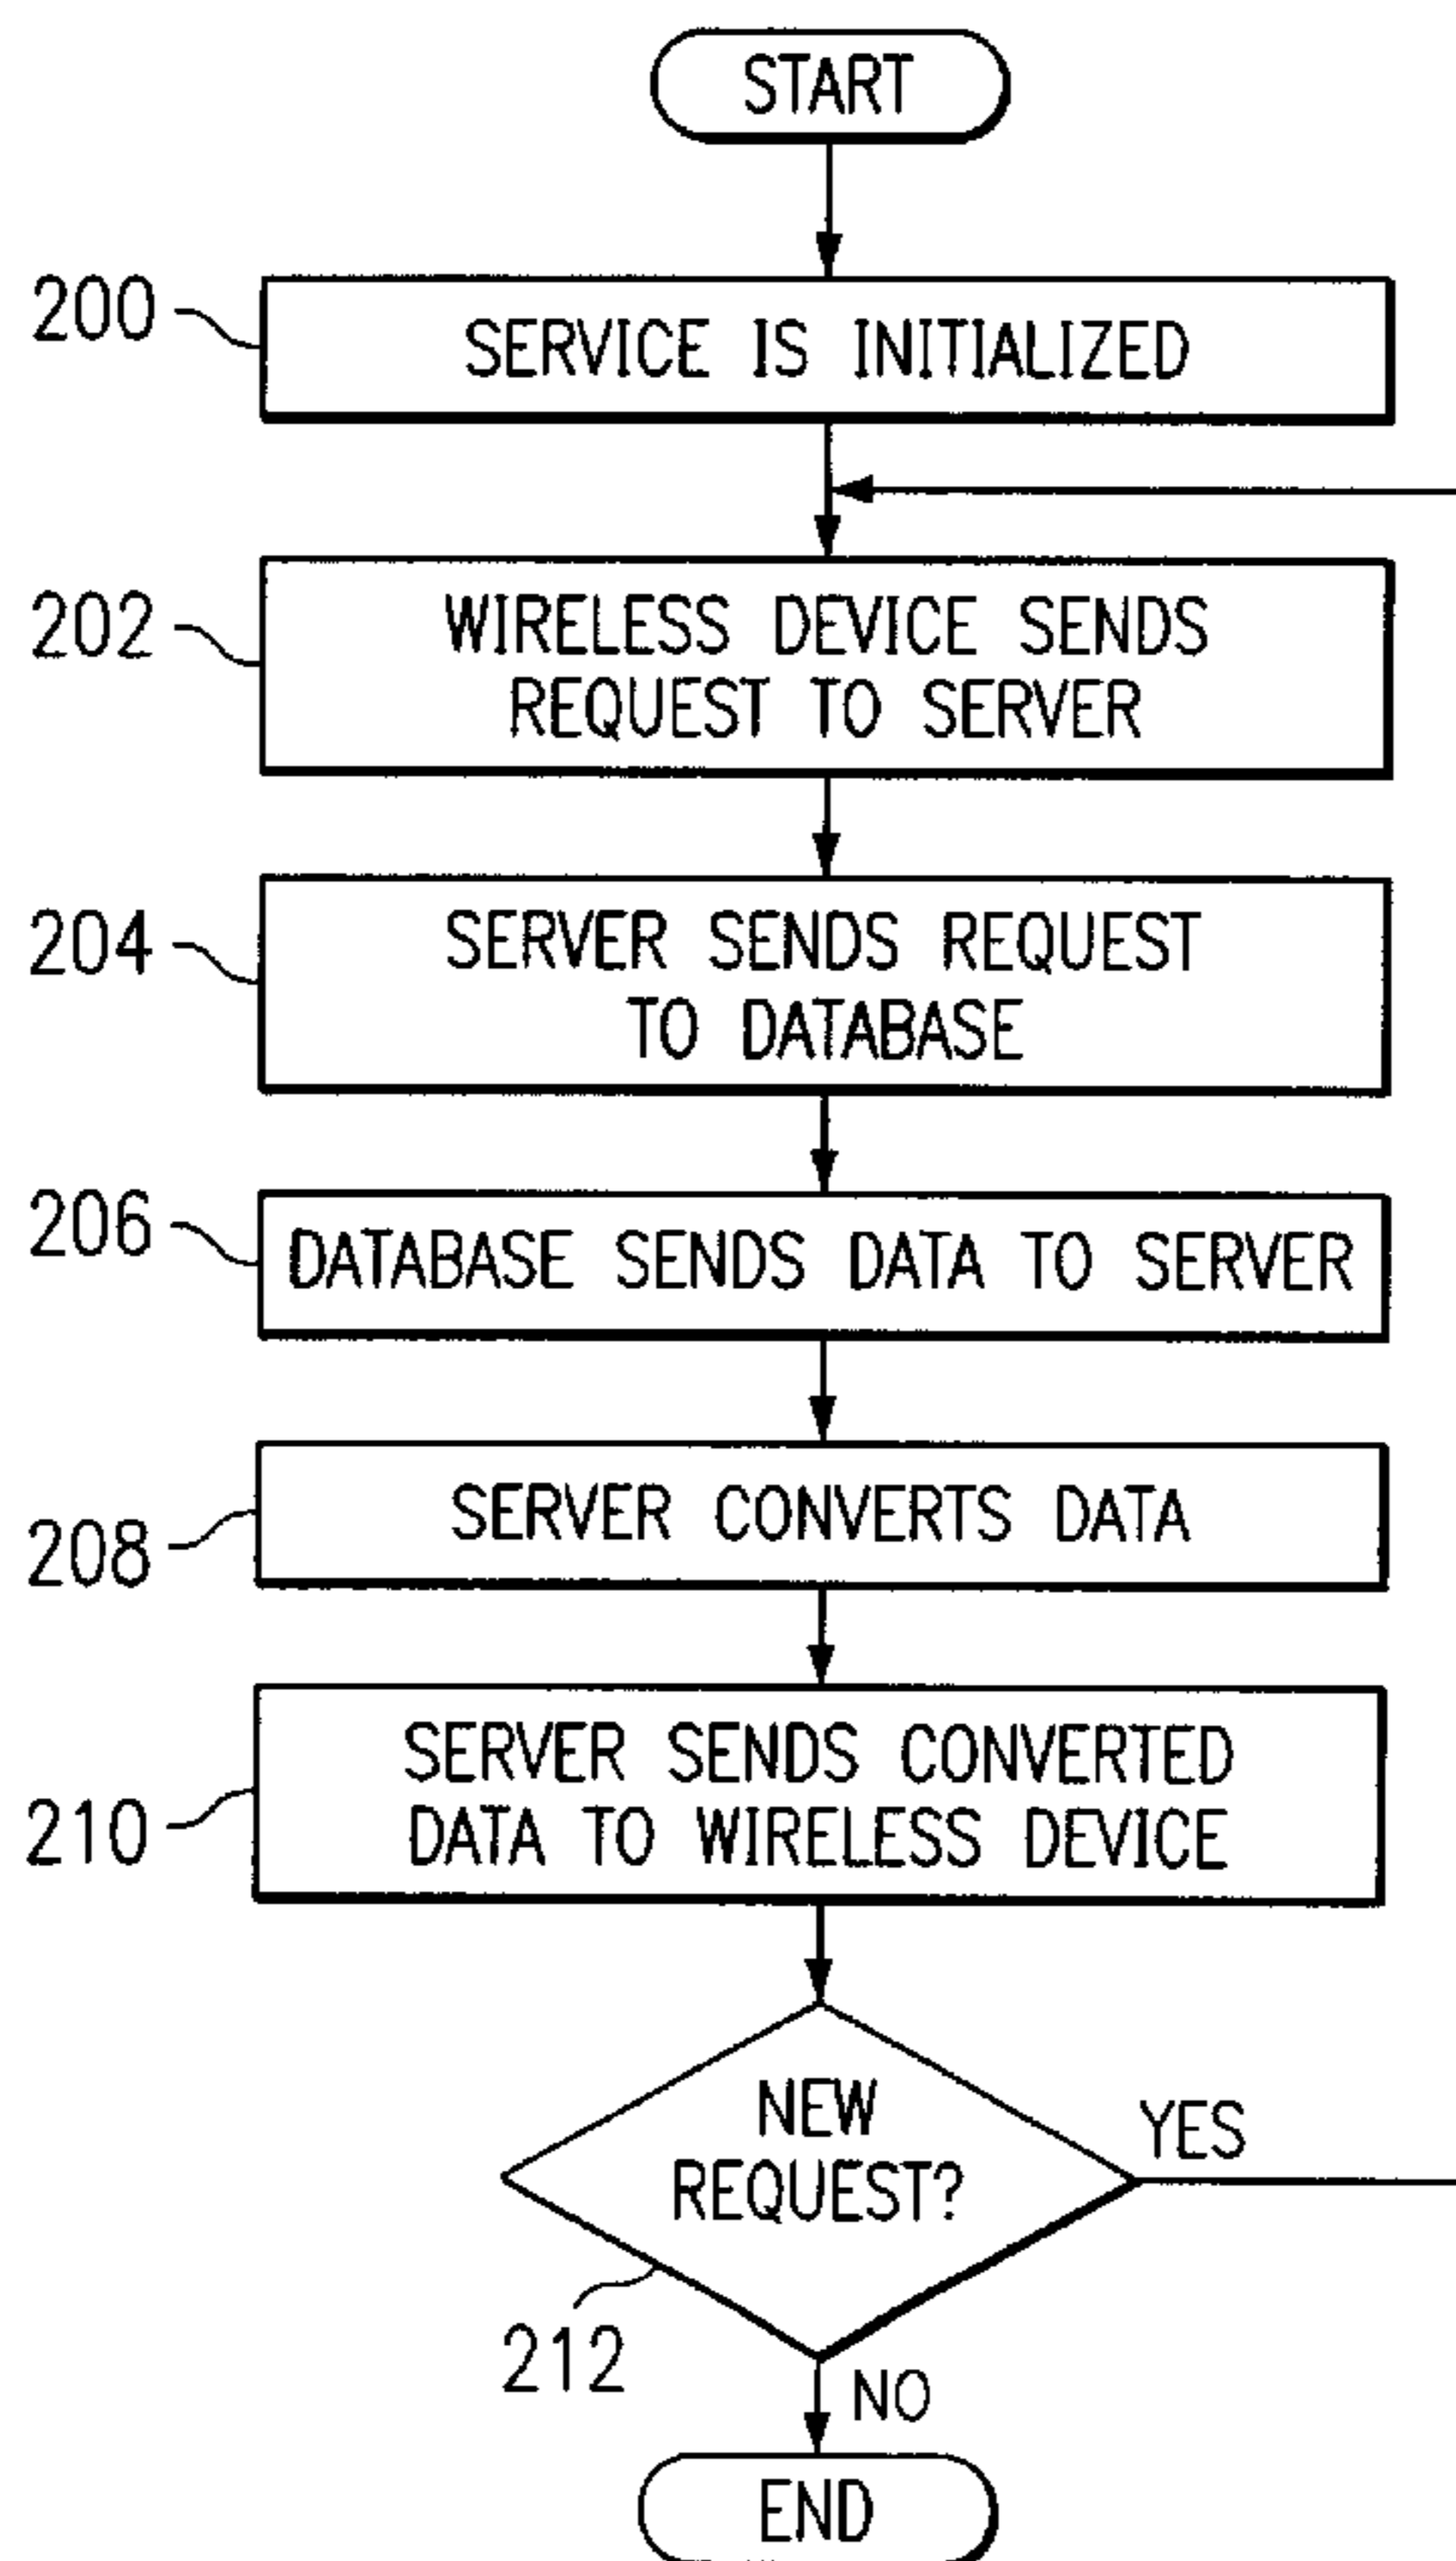 START
200
SERVICE IS INITIALIZED
202
WIRELESS DEVICE SENDS
REQUEST TO SERVER
204
SERVER SENDS REQUEST
TO DATABASE
206
DATABASE SENDS DATA TO SERVER
208
SERVER CONVERTS DATA
210
SERVER SENDS CONVERTED
DATA TO WIRELESS DEVICE
NEW
REQUEST?
YES
212
NO
END